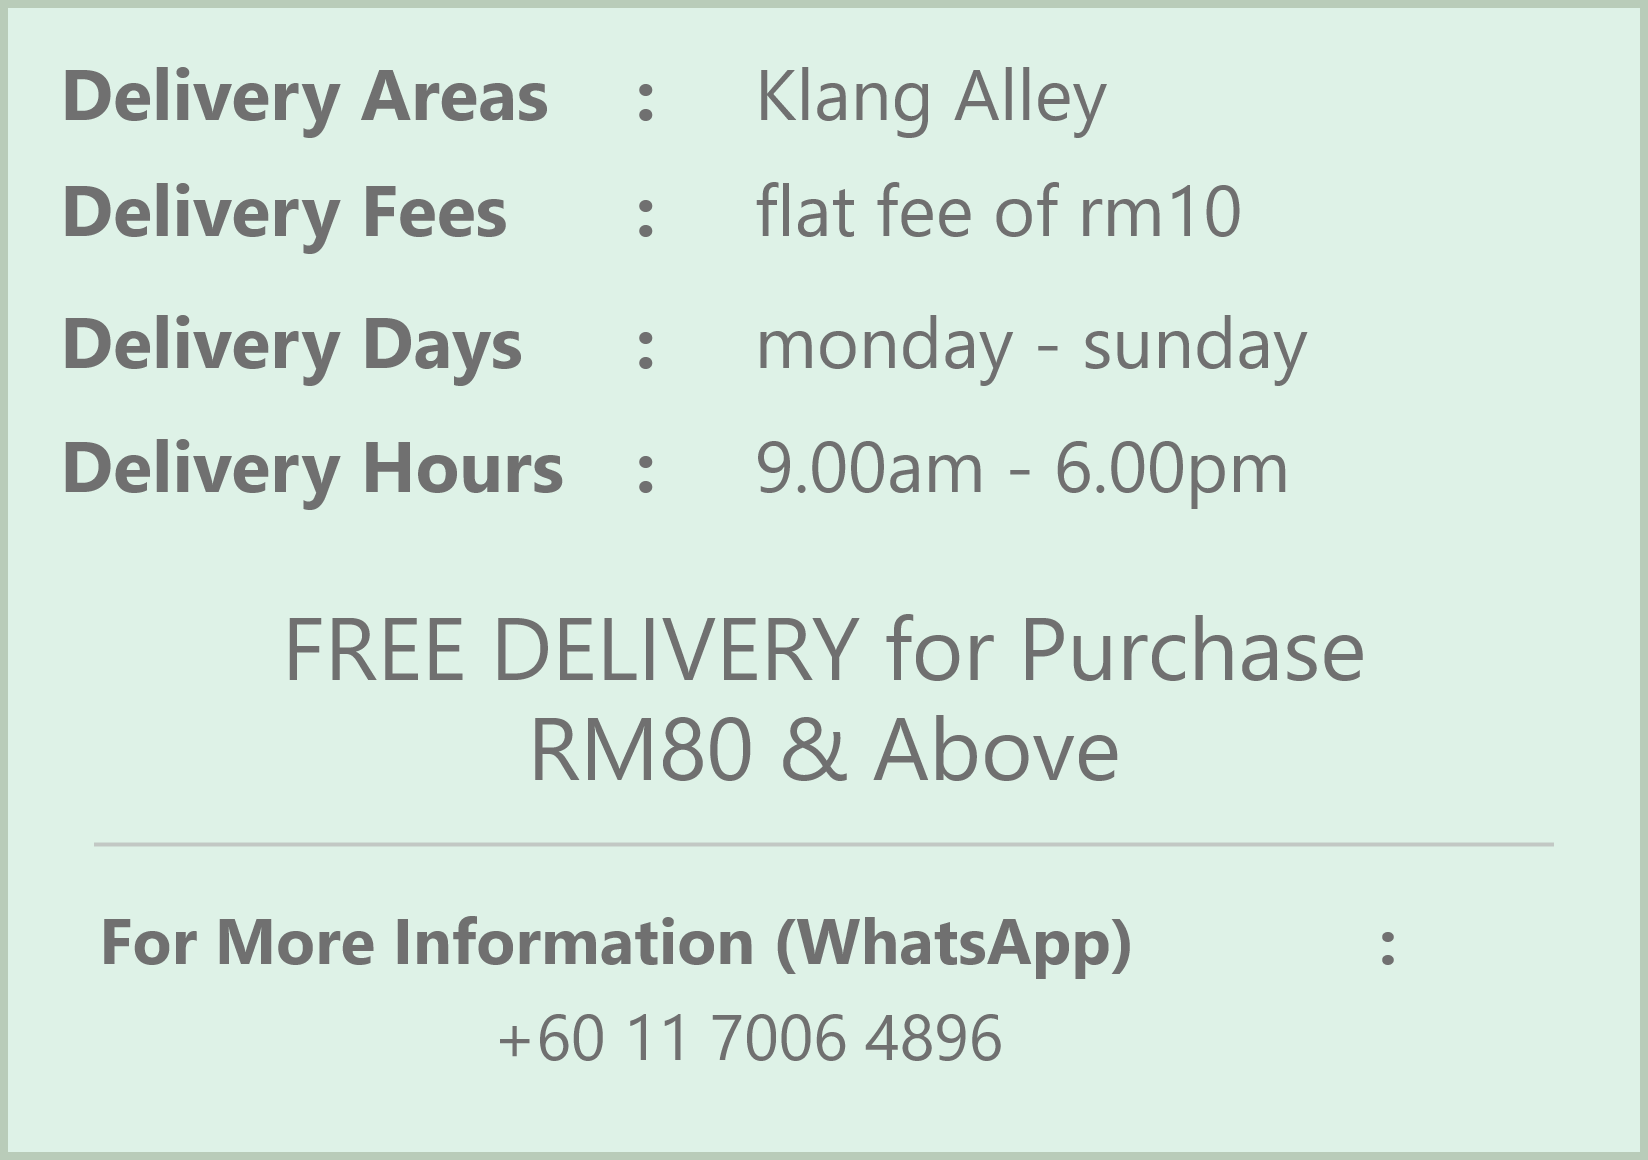 Delivery Areas : Klang Alley
Delivery Fees : flat fee of rm10
Delivery Days : monday - sunday
Delivery Hours : 9.00am - 6.00pm
FREE DELIVERY for Purchase
RM80 & Above
For More Information (WhatsApp) :
+60 11 7006 4896